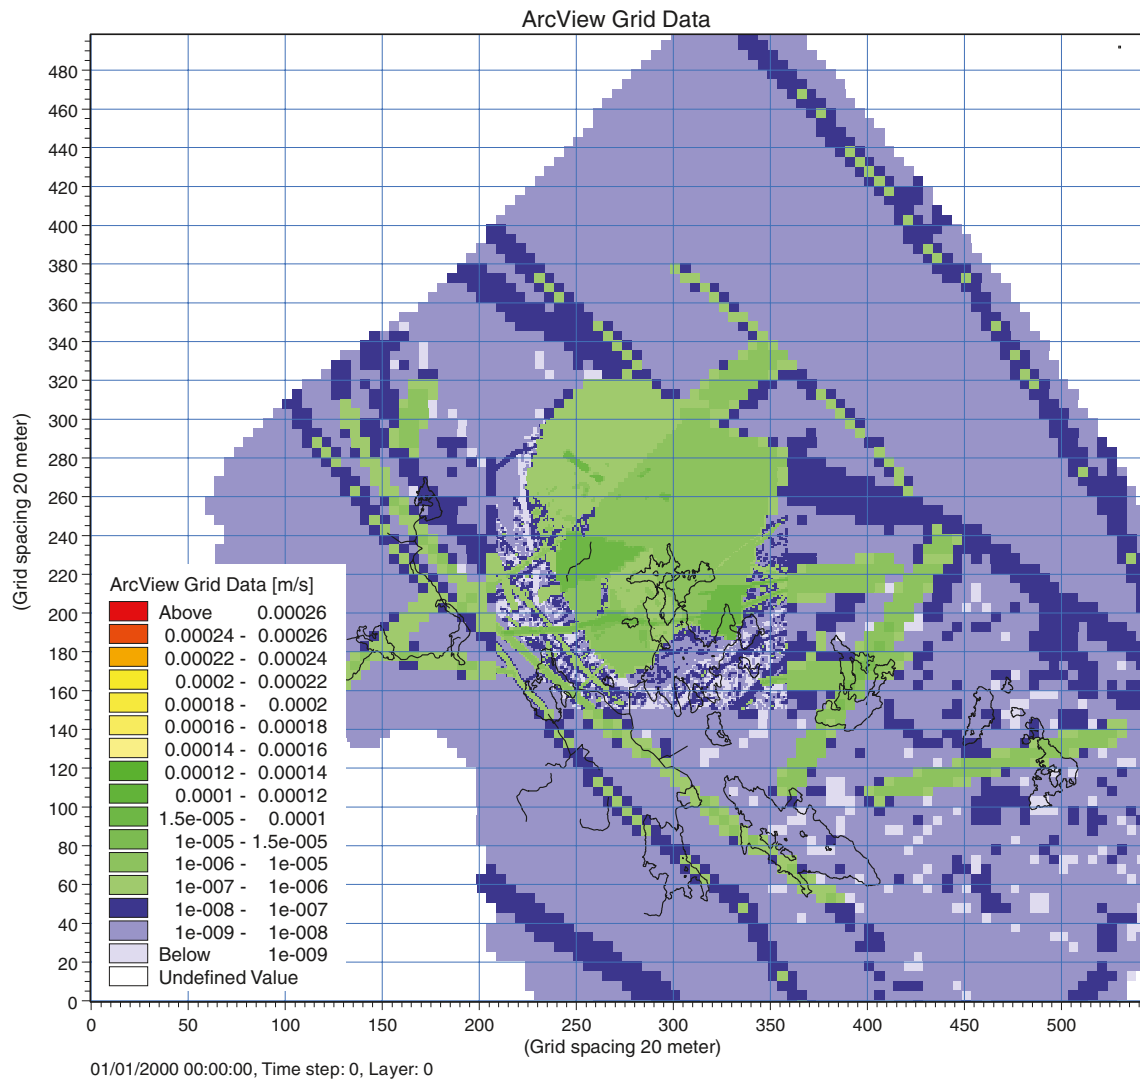 ArcView Grid Data
480
460
440
420
400
380
360
340
320
300
280
260
240
220
200
180
160
140
120
100
80
60
40
20
0
(Grid spacing 20 meter)
ArcView Grid Data [m/s]
Above 0.00026
0.00024 - 0.00026
0.00022 - 0.00024
0.0002 - 0.00022
0.00018 - 0.0002
0.00016 - 0.00018
0.00014 - 0.00016
0.00012 - 0.00014
0.0001 - 0.00012
1.5e-005 - 0.0001
1e-005 - 1.5e-005
1e-006 - 1e-005
1e-007 - 1e-006
1e-008 - 1e-007
1e-009 - 1e-008
Below 1e-009
Undefined Value
0 50 100 150 200 250 300 350 400 450 500
(Grid spacing 20 meter)
01/01/2000 00:00:00, Time step: 0, Layer: 0